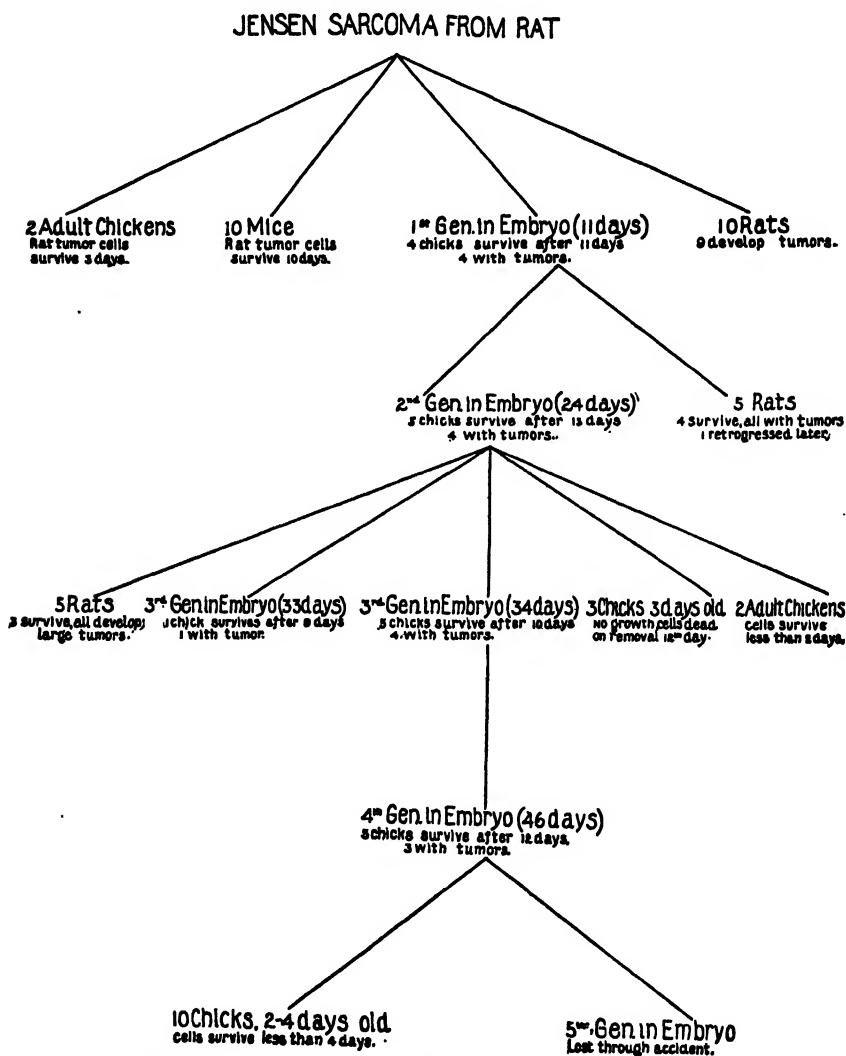 JENSEN SARCOMA FROM RAT
2 Adult Chickens
Rat tumor cells
survive 3 days.
10 Mice
Rat tumor cells
survive 10 days.
1st Gen. in Embryo (11 days)
4 chicks survive after 11 days
4 with tumors.
10 Rats
9 develop tumors.
2nd Gen. in Embryo (24 days)
5 chicks survive after 13 days
4 with tumors.
5 Rats
4 survive, all with tumors
1 retrogressed later,
5 Rats
3 survive, all develop
large tumors.
3rd Gen. in Embryo (33 days)
1 chick survives after 9 days
1 with tumor.
3rd Gen. in Embryo (34 days)
5 chicks survive after 10 days
4 with tumors.
3 Chicks 3 days old
No growth, cells dead
on removal 12th day.
2 Adult Chickens
cells survive
less than 2 days.
4th Gen. in Embryo (46 days)
chicks survive after 12 days,
3 with tumors.
10 Chicks, 2-4 days old
cells survive less than 4 days.
5th Gen. in Embryo
Lost through accident.